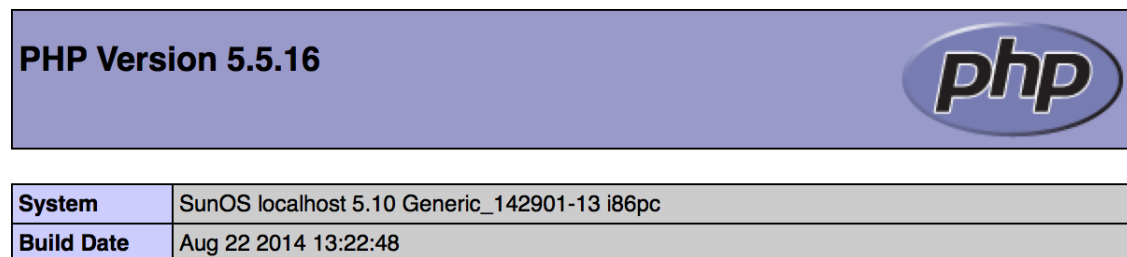 PHP Version 5.5.16
php
System SunOS localhost 5.10 Generic_142901-13 i86pc
Build Date Aug 22 2014 13:22:48